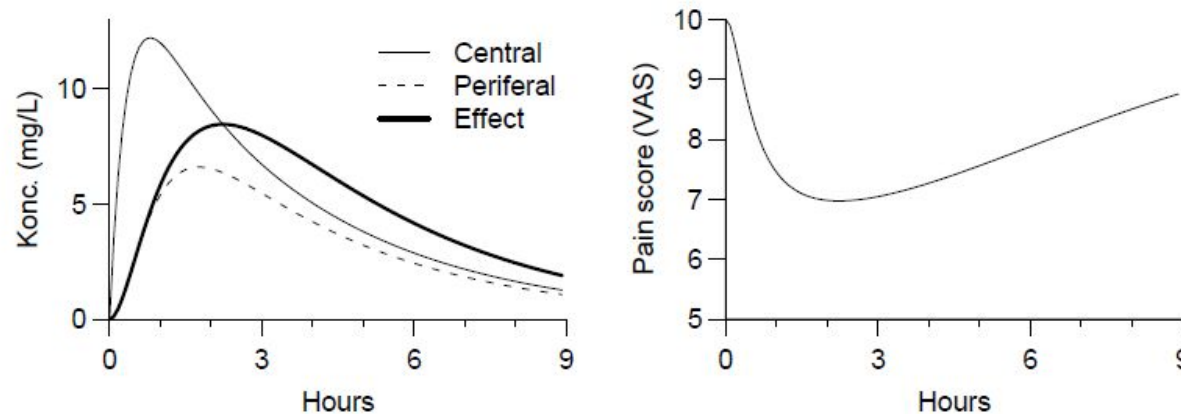 Konc. (mg/L)
10
5
0
Central
Periferal
Effect
0 3 6 9
Hours
Pain score (VAS)
10
9
8
7
6
5
0 3 6 9
Hours